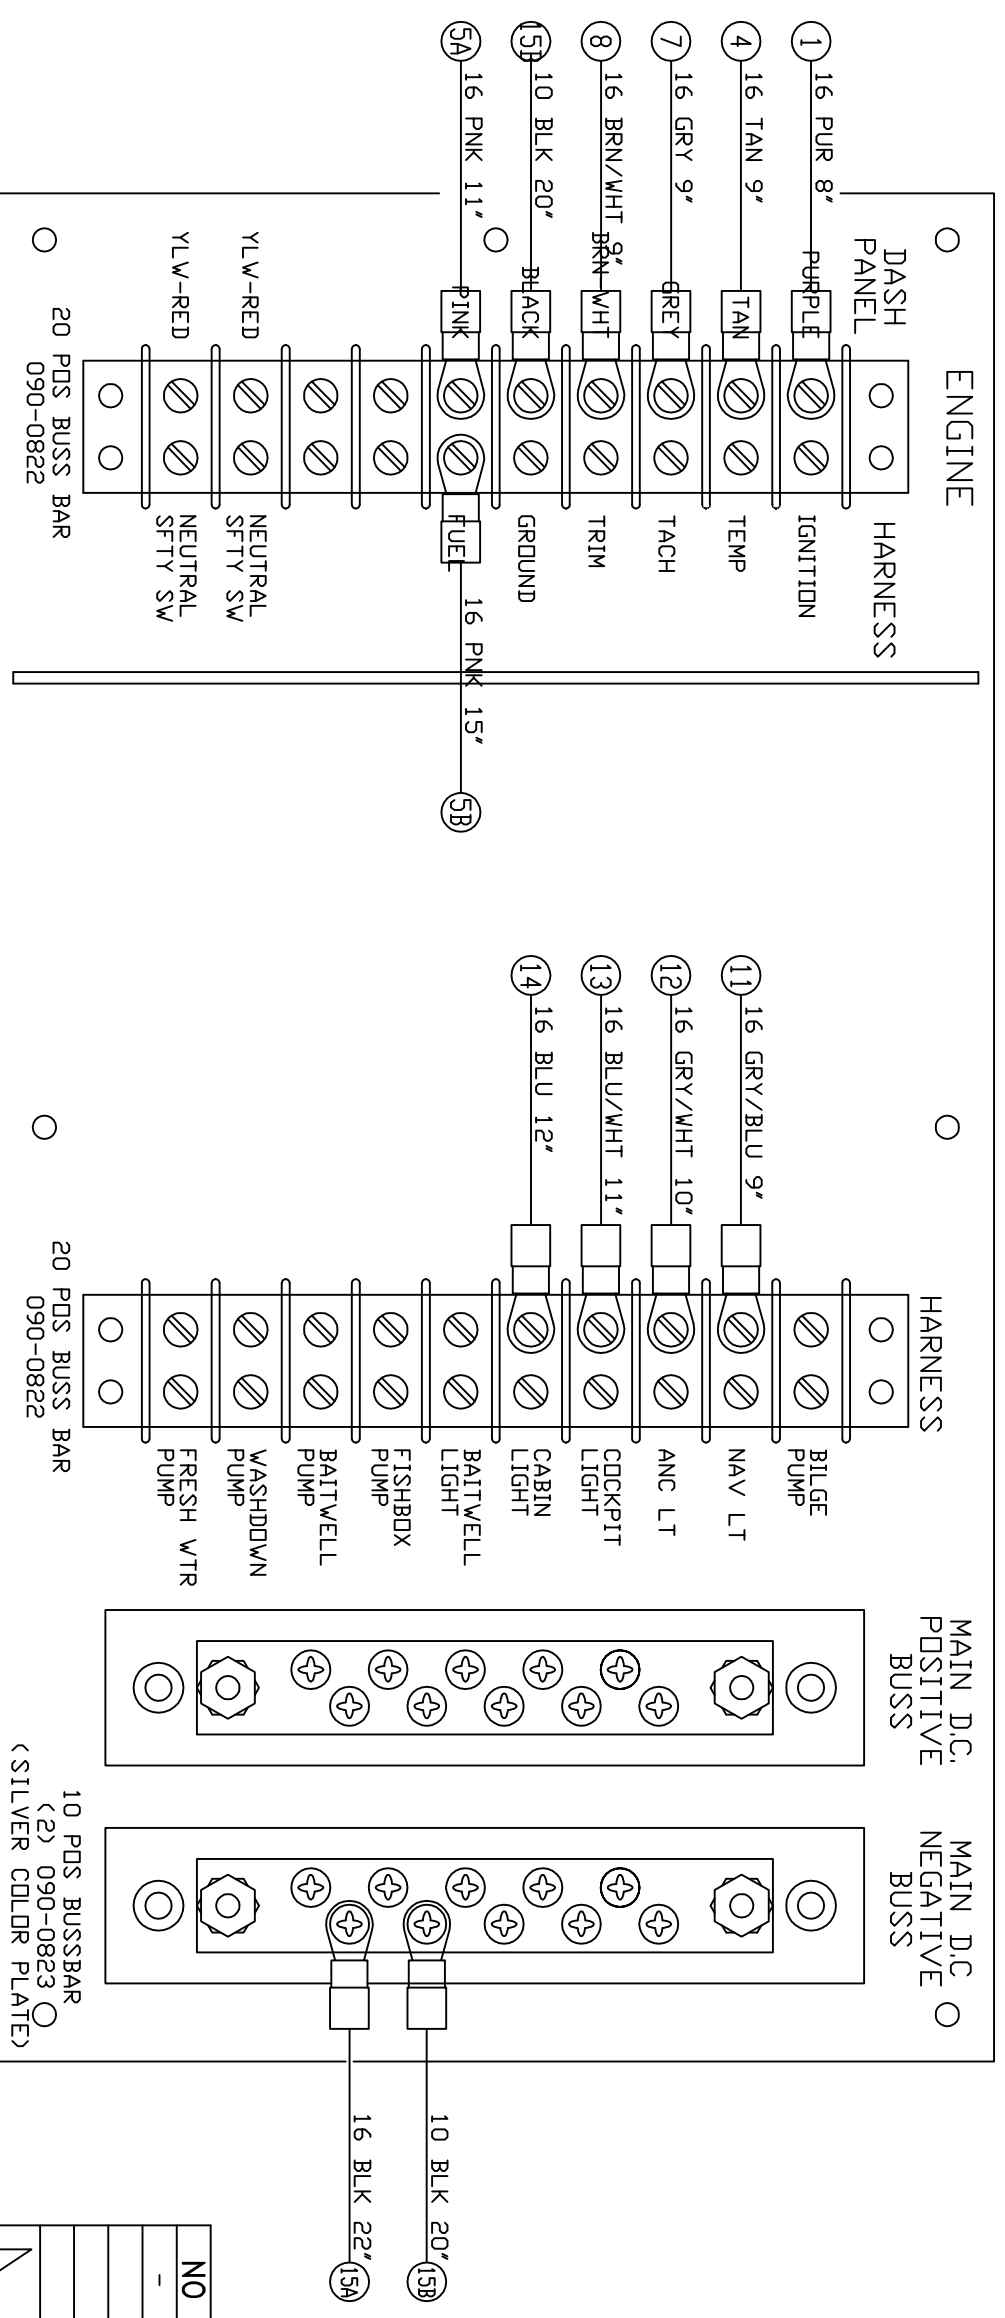 ENGINE
DASH
PANEL
HARNESS
1
16 PUR 8"
PURPLE
IGNITION
4
16 TAN 9"
TAN
TEMP
7
16 GRY 9"
GREY
TACH
8
16 BRN/WHT 9"
BRN WHT
TRIM
15B
10 BLK 20"
BLACK
GROUND
5A
16 PNK 11"
PINK
FUEL
16 PNK 15"
5B
YLW-RED
NEUTRAL
SFTY SW
YLW-RED
NEUTRAL
SFTY SW
20 POS BUSS BAR
090-0822
HARNESS
BILGE
PUMP
11
16 GRY/BLU 9"
NAV LT
12
16 GRY/WHT 10"
ANC LT
13
16 BLU/WHT 11"
COCKPIT
LIGHT
14
16 BLU 12"
CABIN
LIGHT
BAITWELL
LIGHT
FISHBOX
PUMP
BAITWELL
PUMP
WASHDOWN
PUMP
FRESH WTR
PUMP
20 POS BUSS BAR
090-0822
MAIN D.C.
POSITIVE
BUSS
MAIN D.C
NEGATIVE
BUSS
10 BLK 20"
15B
16 BLK 22"
15A
10 POS BUSSBAR
(2) 090-0823
(SILVER COLOR PLATE)
NO
-